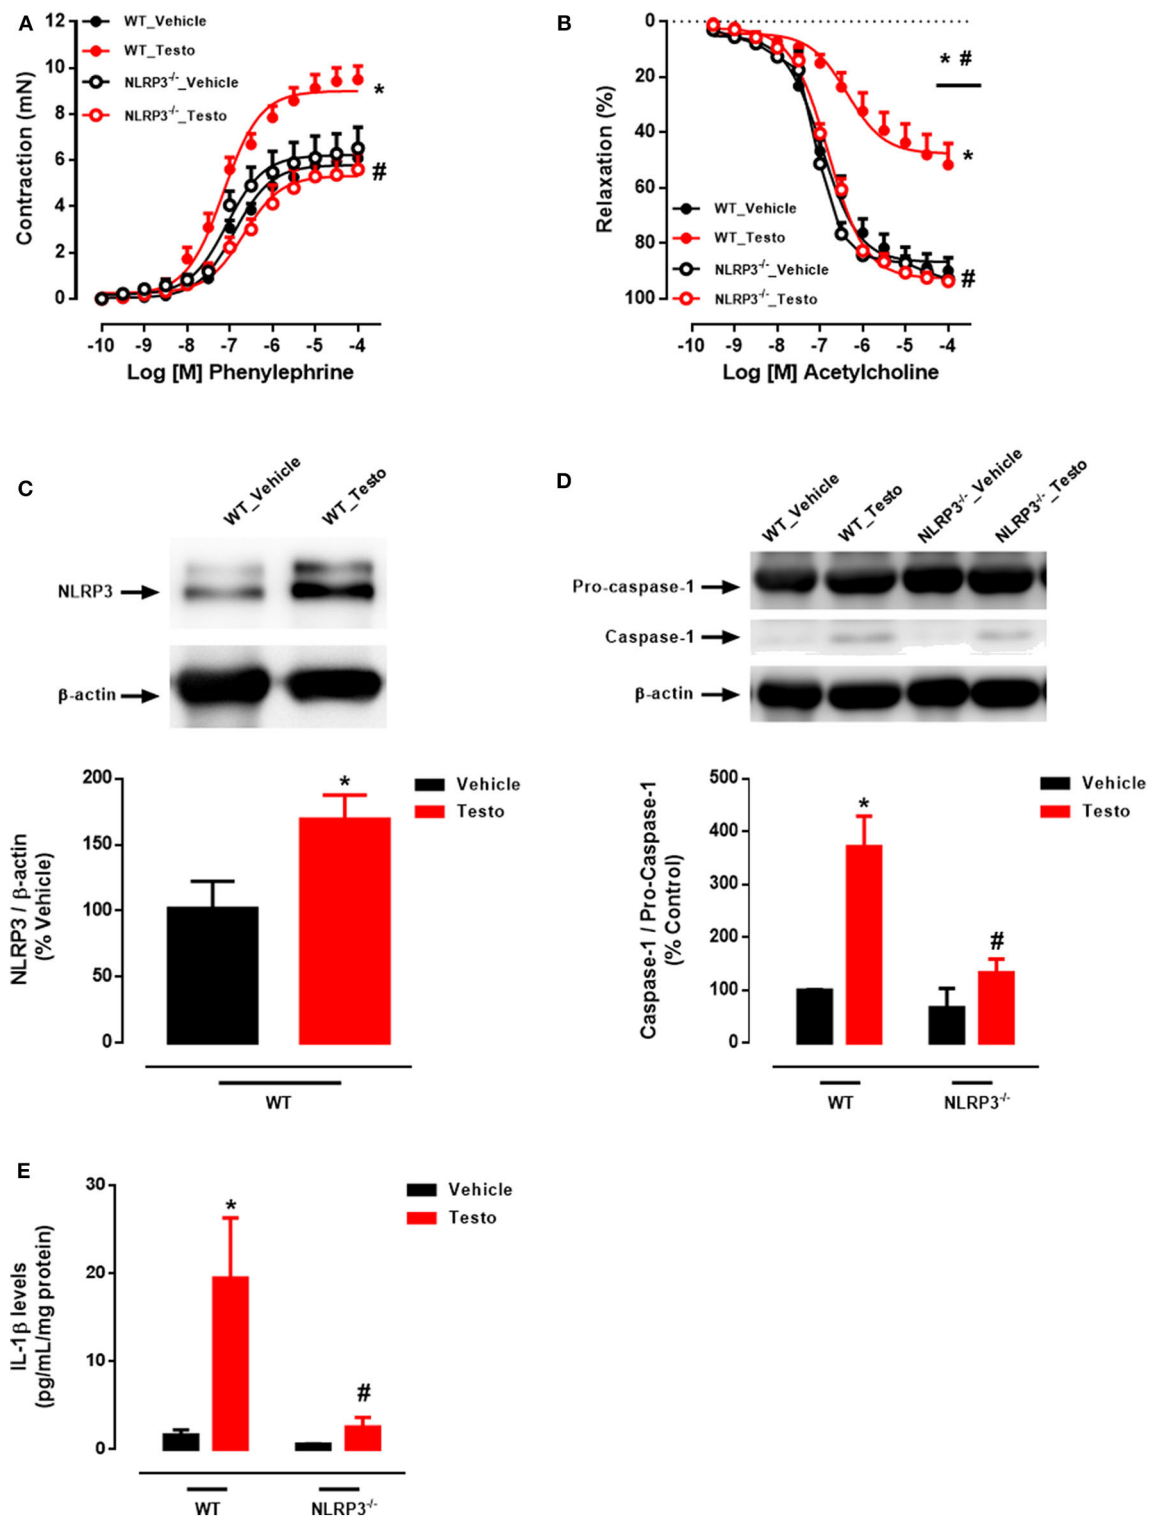 A
12
10
8
6
4
2
0
Contraction (mN)
WT_Vehicle
WT_Testo
NLRP3-/-_Vehicle
NLRP3-/-_Testo
*
#
-10 -9 -8 -7 -6 -5 -4
Log [M] Phenylephrine
B
0
20
40
60
80
100
Relaxation (%)
* #
*
#
WT_Vehicle
WT_Testo
NLRP3-/-_Vehicle
NLRP3-/-_Testo
-10 -9 -8 -7 -6 -5 -4
Log [M] Acetylcholine
C
WT_Vehicle
WT_Testo
NLRP3
β-actin
200
150
100
50
0
NLRP3 / β-actin
(% Vehicle)
*
Vehicle
Testo
WT
D
WT_Vehicle
WT_Testo
NLRP3-/-_Vehicle
NLRP3-/-_Testo
Pro-caspase-1
Caspase-1
β-actin
500
400
300
200
100
0
Caspase-1 / Pro-Caspase-1
(% Control)
*
#
Vehicle
Testo
WT
NLRP3-/-
E
30
20
10
0
IL-1β levels
(pg/mL/mg protein)
*
#
Vehicle
Testo
WT
NLRP3-/-